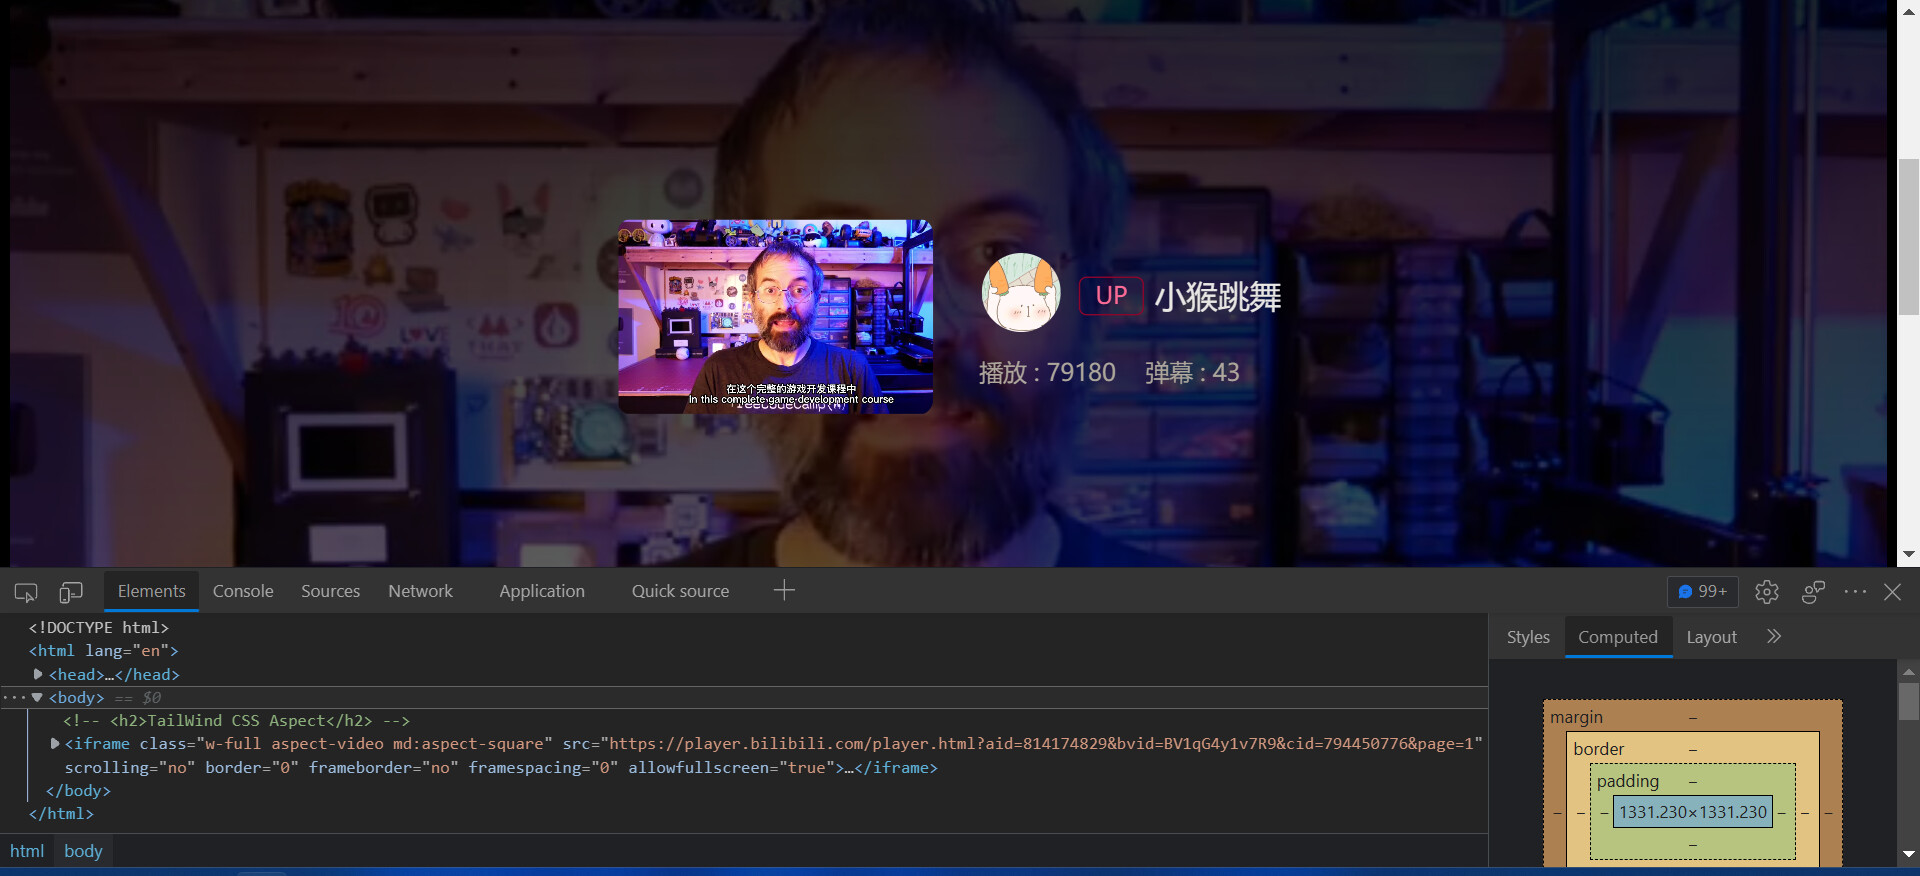 在这个完整的游戏开发课程中
In this complete game development course
UP 小猴跳舞
播放 : 79180 弹幕 : 43
Elements Console Sources Network Application Quick source 99+
<!DOCTYPE html>
<html lang="en">
<head>…</head>
<body> == $0
<!-- <h2>TailWind CSS Aspect</h2> -->
<iframe class="w-full aspect-video md:aspect-square" src="https://player.bilibili.com/player.html?aid=814174829&bvid=BV1qG4y1v7R9&cid=794450776&page=1"
scrolling="no" border="0" frameborder="no" framespacing="0" allowfullscreen="true">…</iframe>
</body>
</html>
html body
Styles Computed Layout
margin –
border –
padding –
– – – 1331.230×1331.230 – – –
–